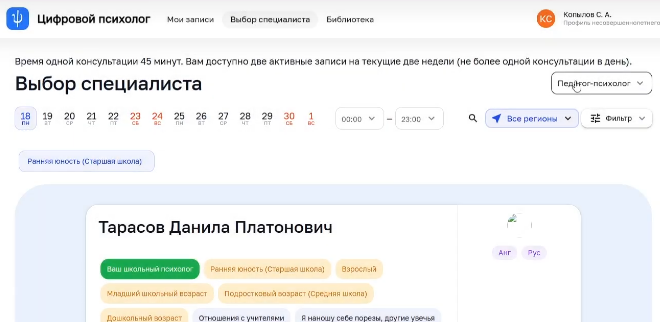 Цифровой психолог Мои записи Выбор специалиста Библиотека КС Копылов С. А.
Профиль несовершеннолетнего
Время одной консультации 45 минут. Вам доступно две активные записи на текущие две недели (не более одной консультации в день).
Выбор специалиста Педагог-психолог
18 19 20 21 22 23 24 25 26 27 28 29 30 1 00:00 – 23:00 Все регионы Фильтр
ПН ВТ СР ЧТ ПТ СБ ВС ПН ВТ СР ЧТ ПТ СБ ВС
Ранняя юность (Старшая школа)
Тарасов Данила Платонович
Анг Рус
Ваш школьный психолог Ранняя юность (Старшая школа) Взрослый
Младший школьный возраст Подростковый возраст (Средняя школа)
Дошкольный возраст Отношения с учителями Я наношу себе порезы, другие увечья